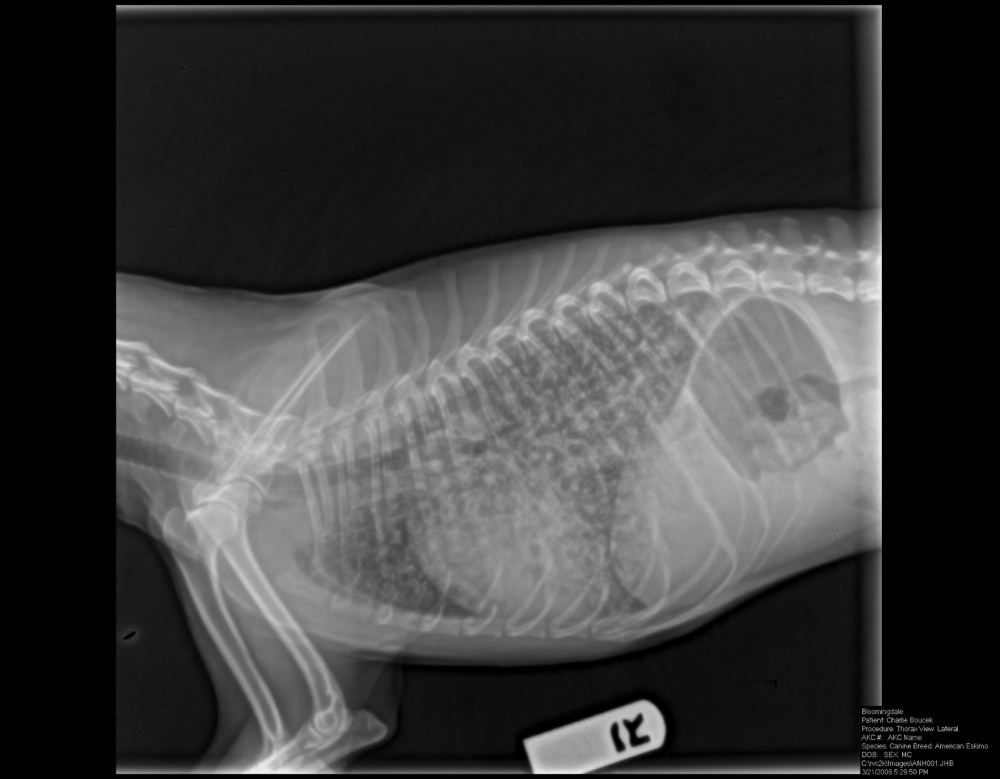 R
Bloomingdale
Patient: Charlie Boucek
Procedure: Thorax View: Lateral
AKC#: AKC Name:
Species: Canine Breed: American Eskimo
DOB: SEX: MC
C:\rvc2k\Images\ANH001.JHB
3/21/2008 5:29:50 PM